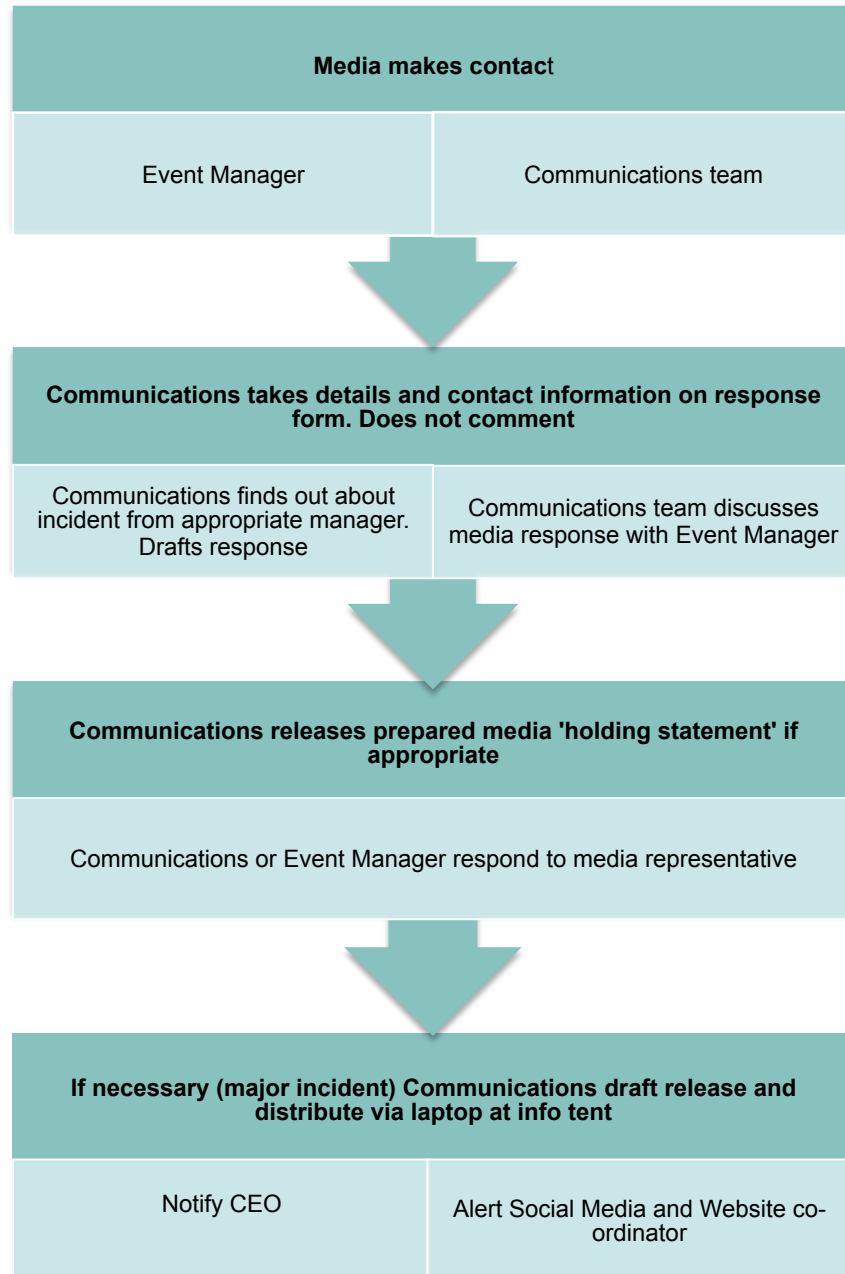 Media makes contact
Event Manager
Communications team
Communications takes details and contact information on response
form. Does not comment
Communications finds out about
incident from appropriate manager.
Drafts response
Communications team discusses
media response with Event Manager
Communications releases prepared media 'holding statement' if
appropriate
Communications or Event Manager respond to media representative
If necessary (major incident) Communications draft release and
distribute via laptop at info tent
Notify CEO
Alert Social Media and Website co-
ordinator